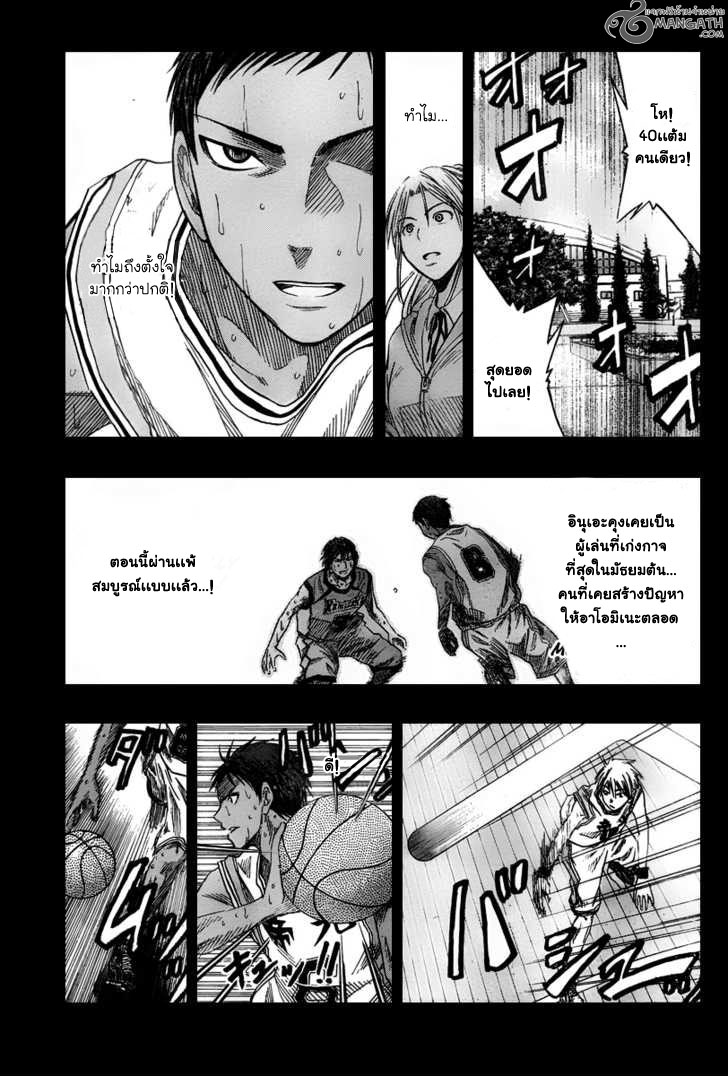 โห!
40แต้ม
คนเดียว!
สุดยอด
ไปเลย!
ทำไม...
ทำไมถึงตั้งใจ
มากกว่าปกติ!
อินุเอะคุงเคยเป็น
ผู้เล่นที่เก่งกาจ
ที่สุดในมัธยมต้น...
คนที่เคยสร้างปัญหา
ให้อาโอมิเนะตลอด
...
ตอนนี้ผ่านแพ้
สมบูรณ์แบบแล้ว...!
ดี!
MANGATH
.COM
オオオ
オオオ